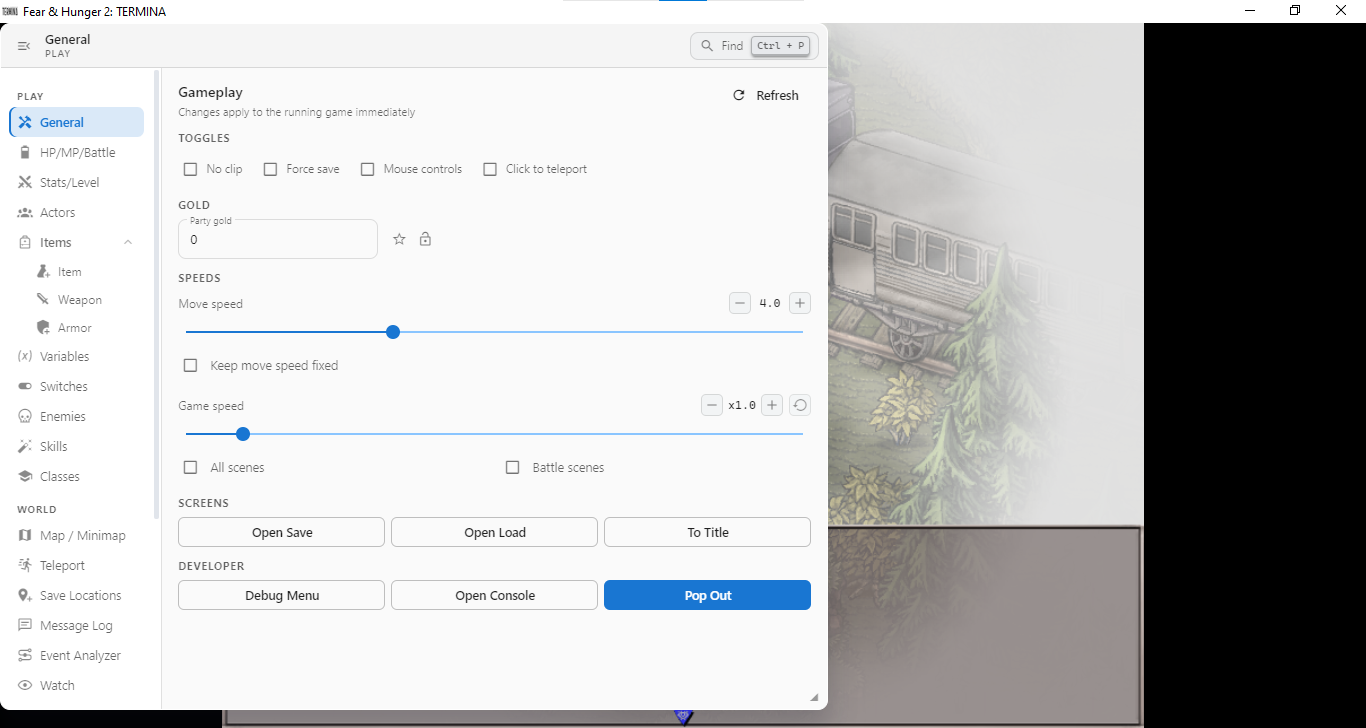 TERMINA Fear & Hunger 2: TERMINA
General
PLAY
Find Ctrl + P
PLAY
General
HP/MP/Battle
Stats/Level
Actors
Items
Item
Weapon
Armor
(x) Variables
Switches
Enemies
Skills
Classes
WORLD
Map / Minimap
Teleport
Save Locations
Message Log
Event Analyzer
Watch
Gameplay
Refresh
Changes apply to the running game immediately
TOGGLES
No clip Force save Mouse controls Click to teleport
GOLD
Party gold
0
SPEEDS
Move speed 4.0
Keep move speed fixed
Game speed x1.0
All scenes Battle scenes
SCREENS
Open Save Open Load To Title
DEVELOPER
Debug Menu Open Console Pop Out